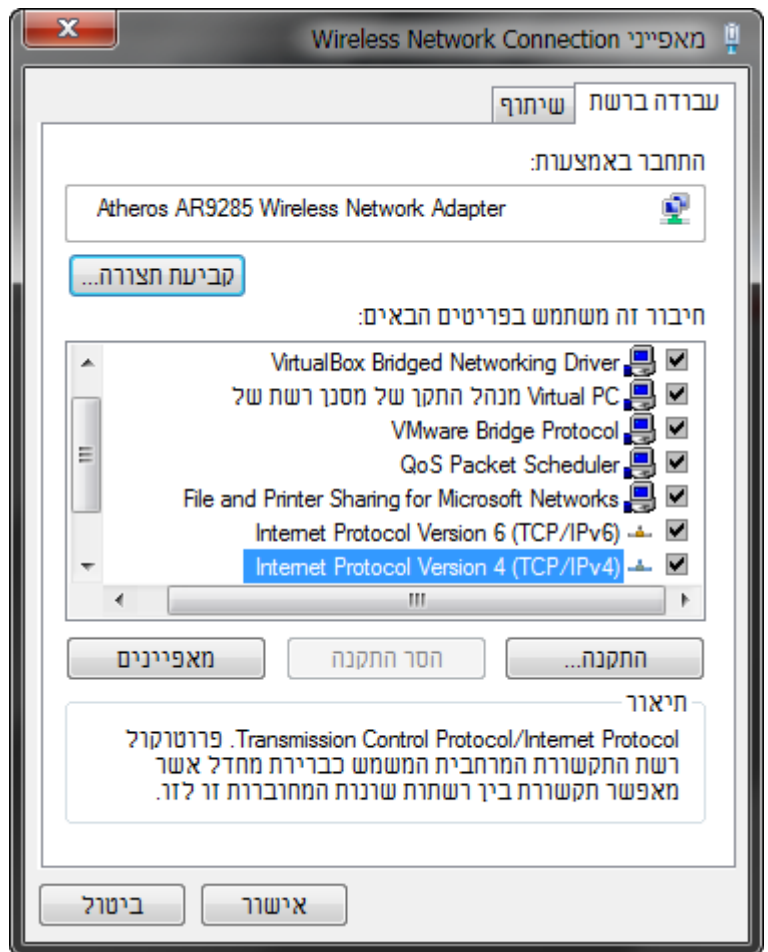 מאפייני Wireless Network Connection
עבודה ברשת
שיתוף
התחבר באמצעות:
Atheros AR9285 Wireless Network Adapter
קביעת תצורה...
חיבור זה משתמש בפריטים הבאים:
VirtualBox Bridged Networking Driver
מנהל התקן של מסנן רשת של Virtual PC
VMware Bridge Protocol
QoS Packet Scheduler
File and Printer Sharing for Microsoft Networks
Internet Protocol Version 6 (TCP/IPv6)
Internet Protocol Version 4 (TCP/IPv4)
התקנה...
הסר התקנה
מאפיינים
תיאור
Transmission Control Protocol/Internet Protocol. פרוטוקול
רשת התקשורת המרחבית המשמש כברירת מחדל אשר
מאפשר תקשורת בין רשתות שונות המחוברות זו לזו.
אישור
ביטול